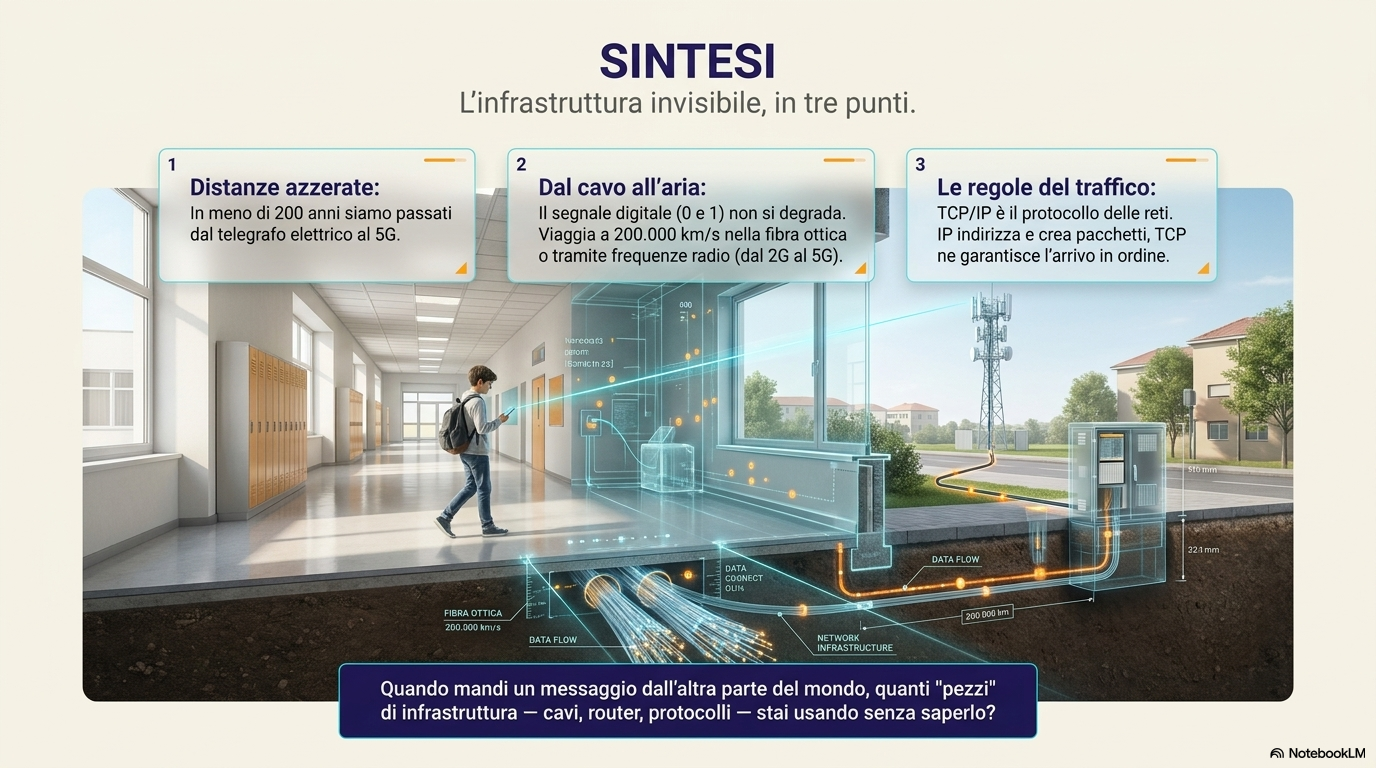 SINTESI
L'infrastruttura invisibile, in tre punti.
1
Distanze azzerate:
In meno di 200 anni siamo passati
dal telegrafo elettrico al 5G.
2
Dal cavo all'aria:
Il segnale digitale (0 e 1) non si degrada.
Viaggia a 200.000 km/s nella fibra ottica
o tramite frequenze radio (dal 2G al 5G).
3
Le regole del traffico:
TCP/IP è il protocollo delle reti.
IP indirizza e crea pacchetti, TCP
ne garantisce l'arrivo in ordine.
FIBRA OTTICA
200.000 km/s
DATA FLOW
DATA
DATA FLOW
200 000 km
NETWORK
INFRASTRUCTURE
Quando mandi un messaggio dall'altra parte del mondo, quanti "pezzi"
di infrastruttura — cavi, router, protocolli — stai usando senza saperlo?
NotebookLM